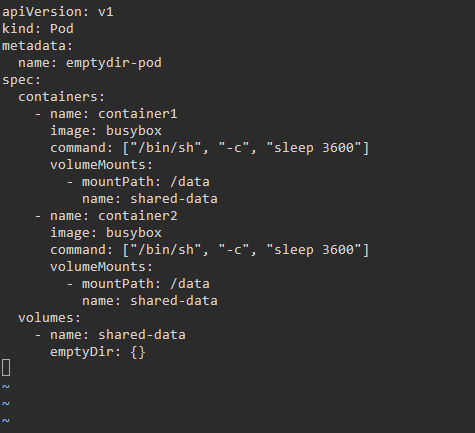 apiVersion: v1
kind: Pod
metadata:
  name: emptydir-pod
spec:
  containers:
    - name: container1
      image: busybox
      command: ["/bin/sh", "-c", "sleep 3600"]
      volumeMounts:
        - mountPath: /data
          name: shared-data
    - name: container2
      image: busybox
      command: ["/bin/sh", "-c", "sleep 3600"]
      volumeMounts:
        - mountPath: /data
          name: shared-data
  volumes:
    - name: shared-data
      emptyDir: {}
~
~
~